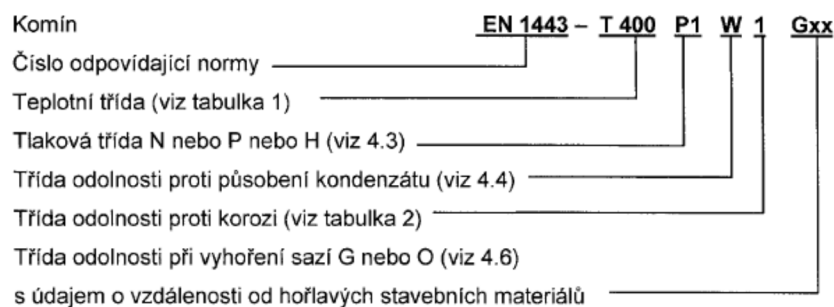 Komín EN 1443 – T 400 P1 W 1 Gxx
Číslo odpovídající normy
Teplotní třída (viz tabulka 1)
Tlaková třída N nebo P nebo H (viz 4.3)
Třída odolnosti proti působení kondenzátu (viz 4.4)
Třída odolnosti proti korozi (viz tabulka 2)
Třída odolnosti při vyhoření sazí G nebo O (viz 4.6)
s údajem o vzdálenosti od hořlavých stavebních materiálů